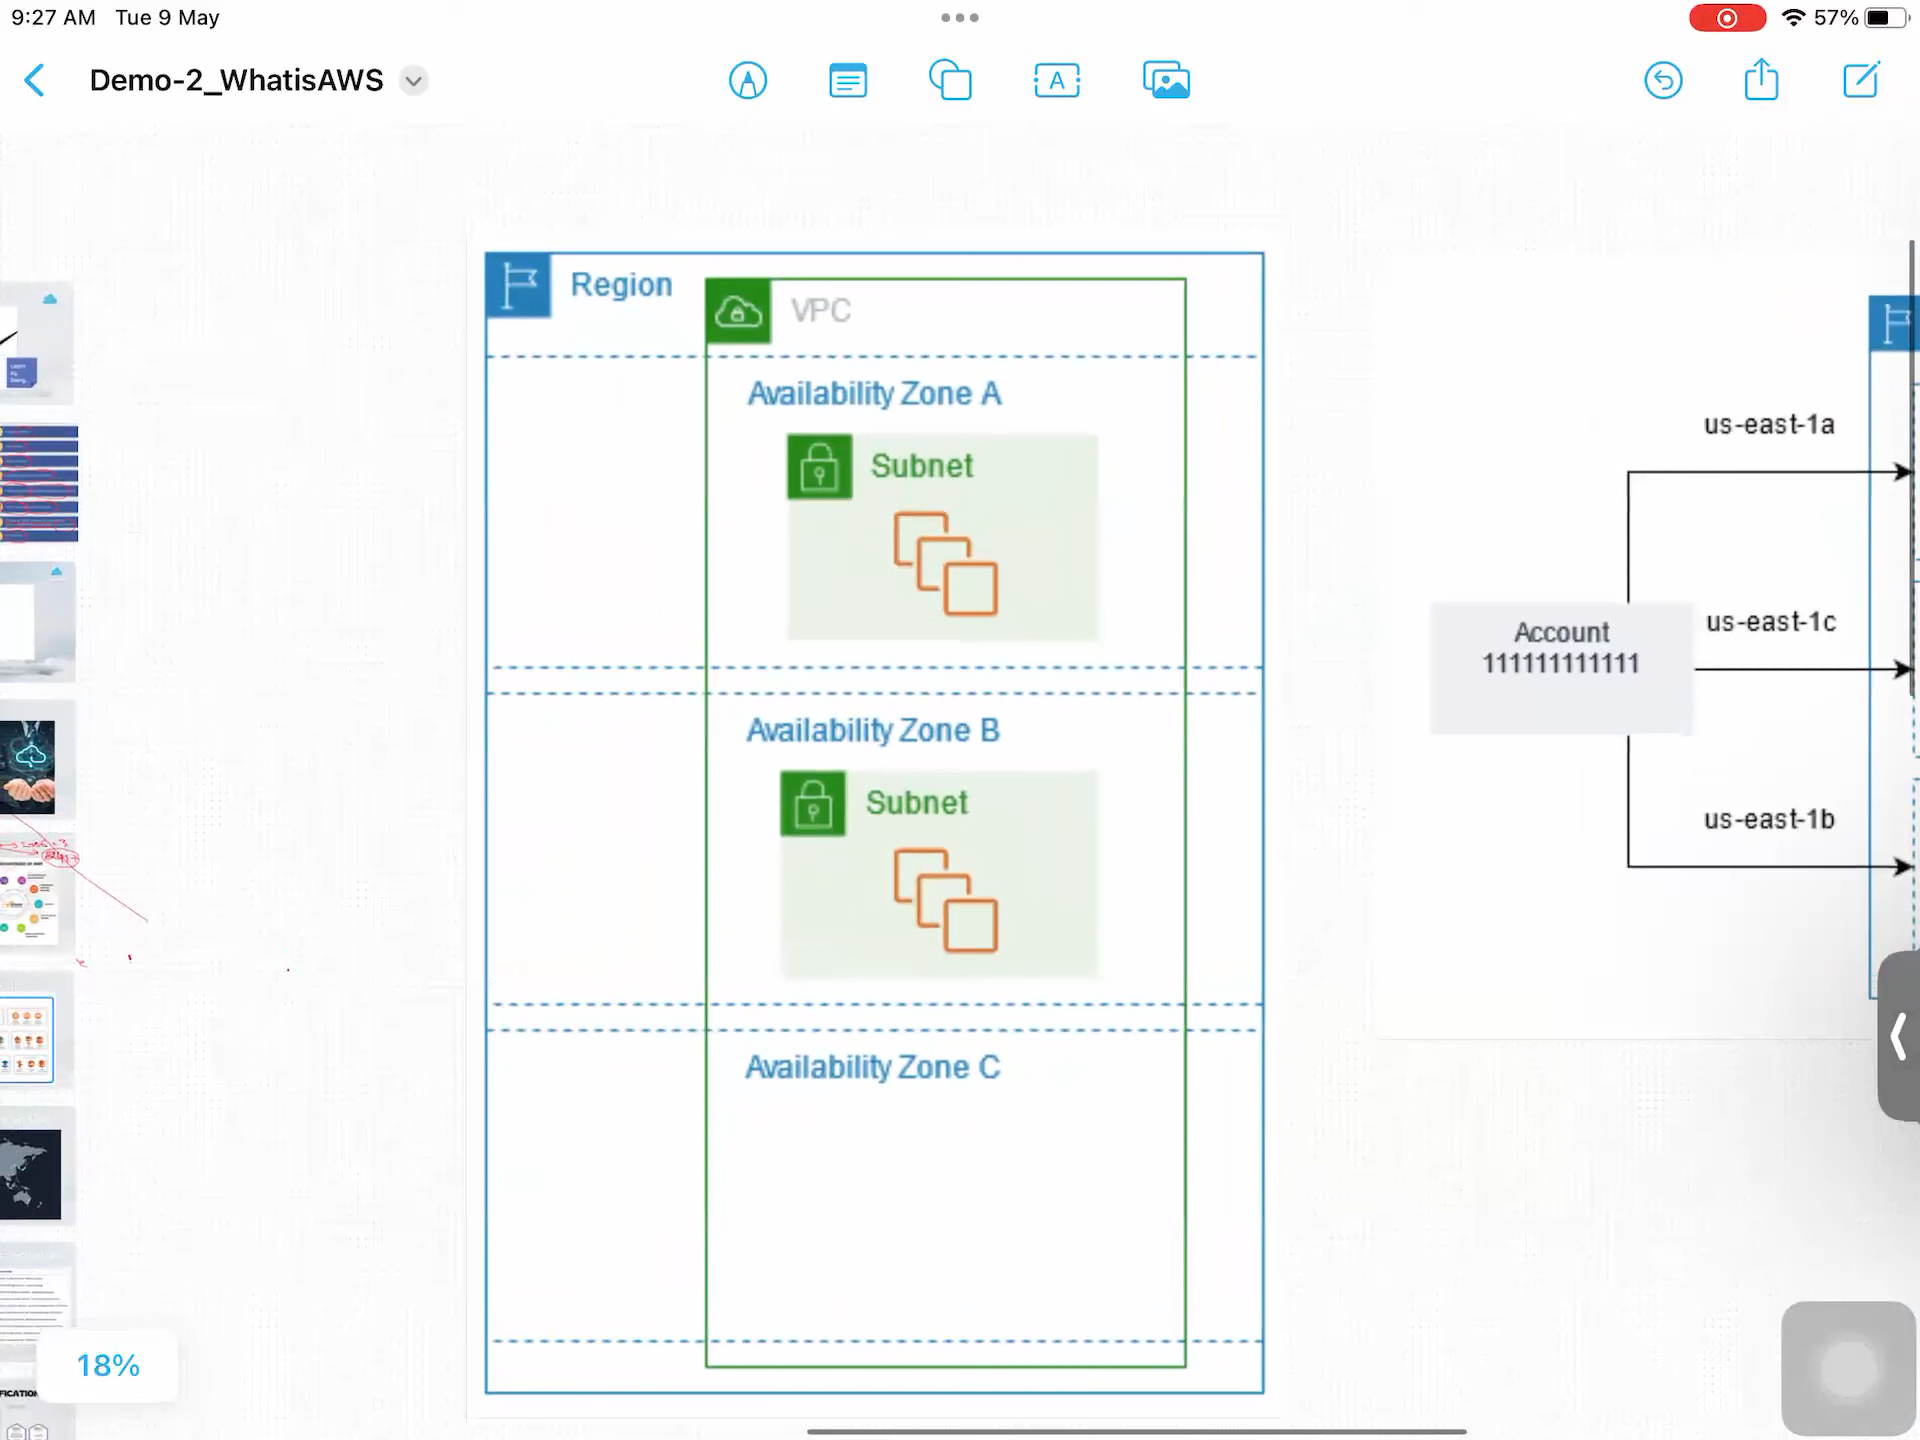 9:27 AM Tue 9 May
57%
Demo-2_WhatisAWS
A
Region
VPC
Availability Zone A
Subnet
Availability Zone B
Subnet
Availability Zone C
us-east-1a
Account
111111111111
us-east-1c
us-east-1b
18%